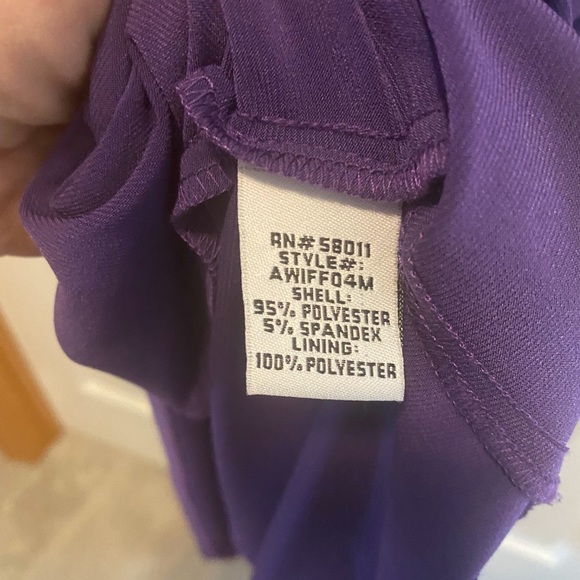 RN# 58011
STYLE#:
AWIFF04M
SHELL:
95% POLYESTER
5% SPANDEX
LINING:
100% POLYESTER